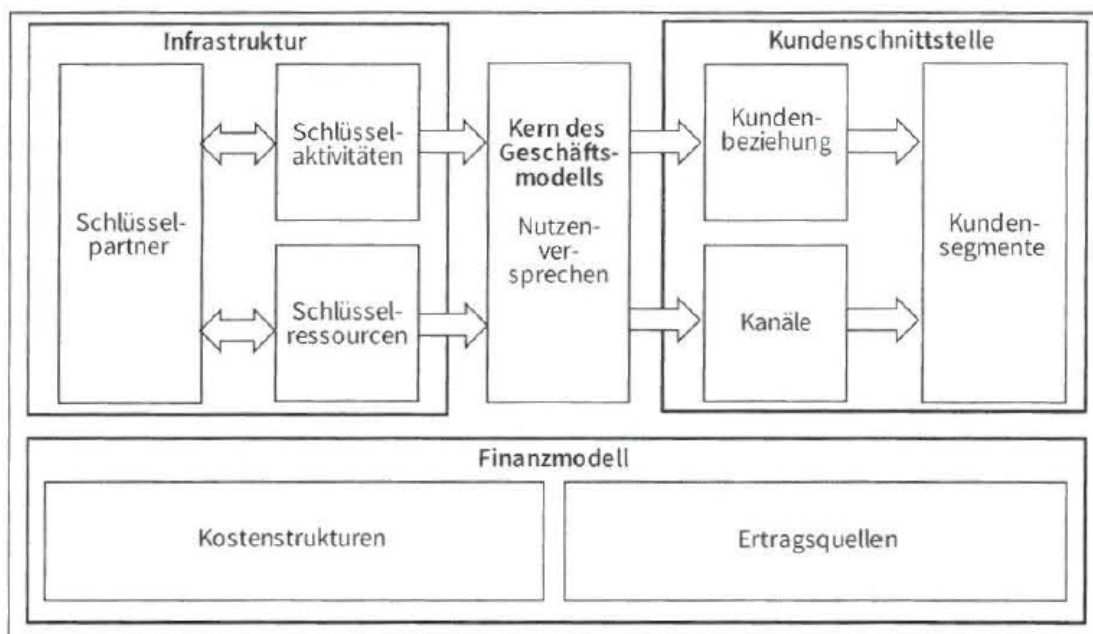 Infrastruktur
Schlüssel-
partner
Schlüssel-
aktivitäten
Schlüssel-
ressourcen
Kern des
Geschäfts-
modells
Nutzen-
ver-
sprechen
Kundenschnittstelle
Kunden-
beziehung
Kanäle
Kunden-
segmente
Finanzmodell
Kostenstrukturen
Ertragsquellen